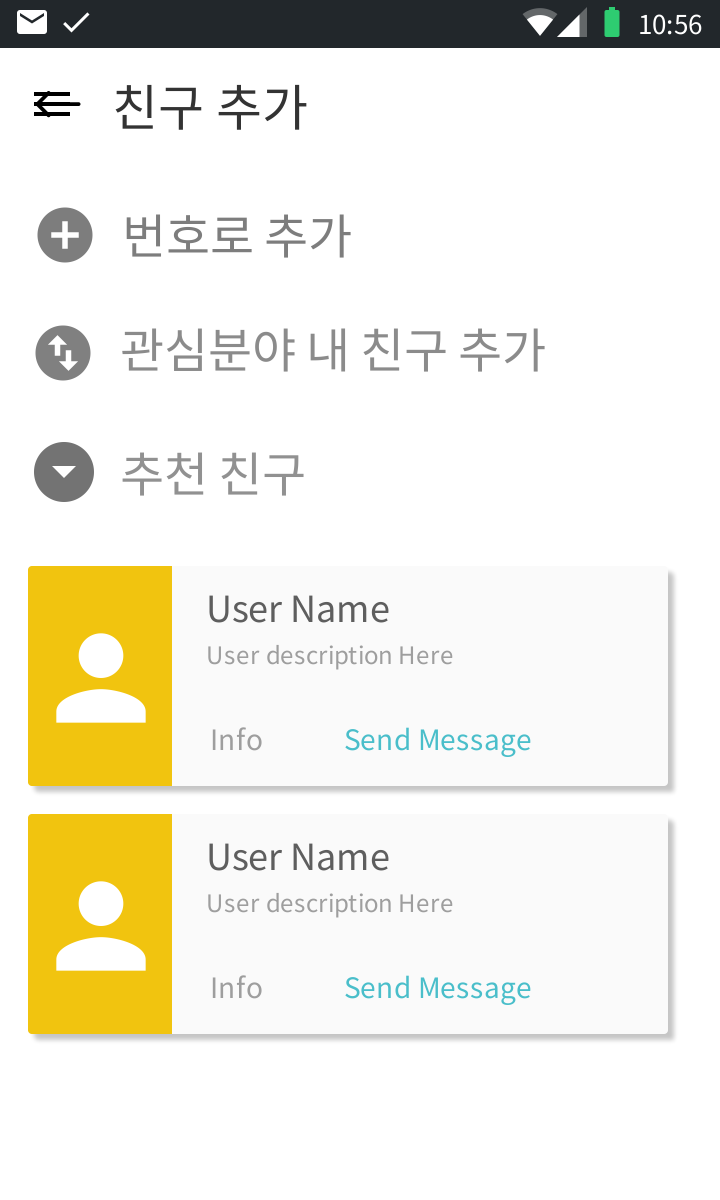 10:56
친구 추가
번호로 추가
관심분야 내 친구 추가
추천 친구
User Name
User description Here
Info Send Message
User Name
User description Here
Info Send Message